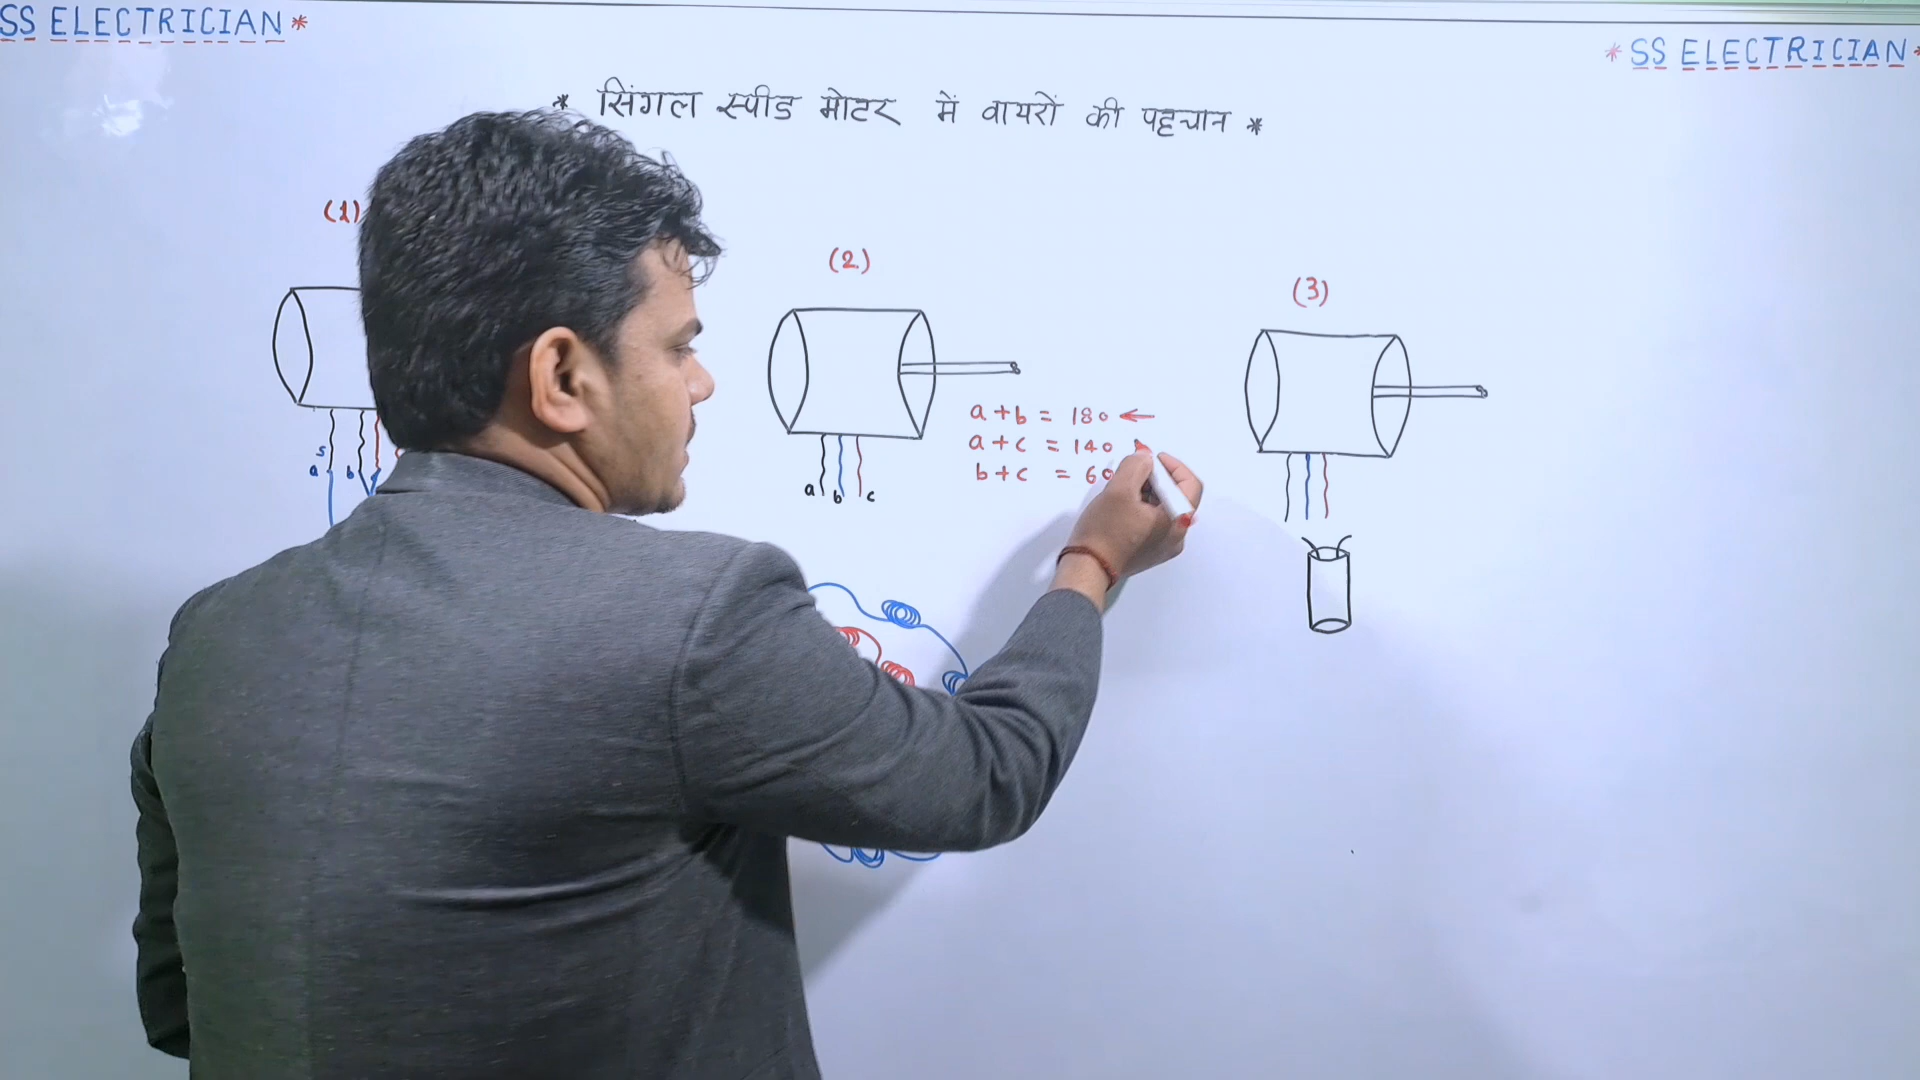 SS ELECTRICIAN *
* SS ELECTRICIAN *
* सिंगल स्पीड मोटर में वायरों की पहचान *
(1)
(2)
(3)
a+b = 180 ←
a+c = 140
b+c = 60
s
a b
a b c